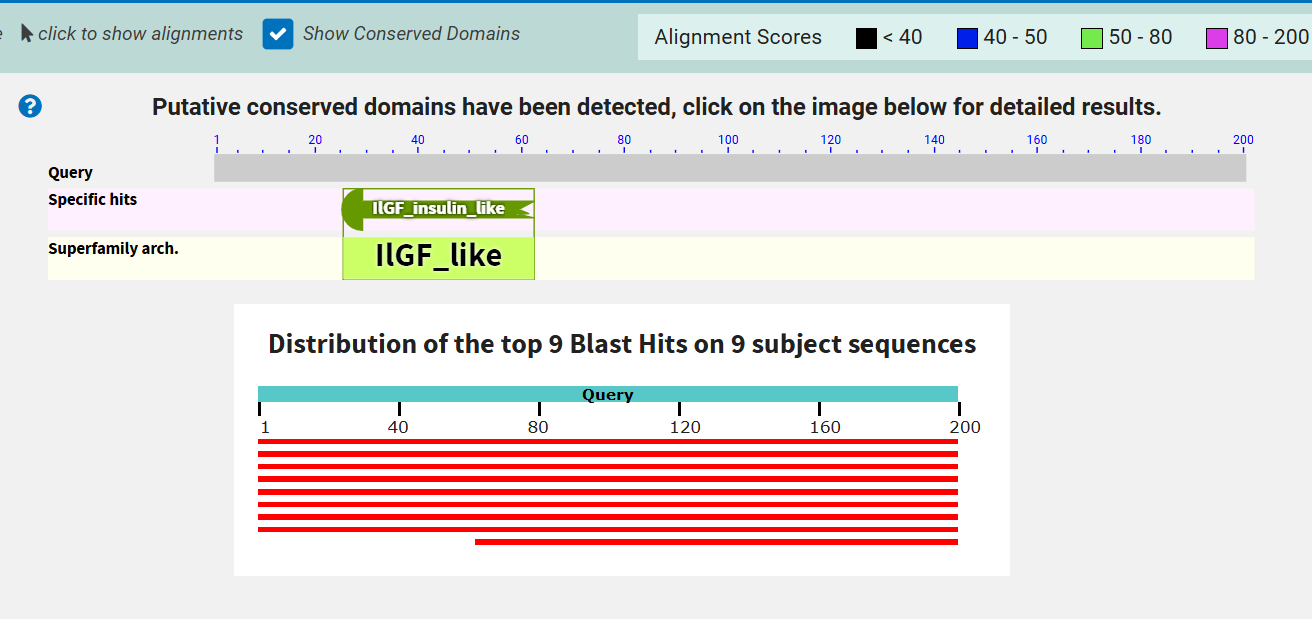 click to show alignments Show Conserved Domains Alignment Scores < 40 40 - 50 50 - 80 80 - 200
? Putative conserved domains have been detected, click on the image below for detailed results.
1 20 40 60 80 100 120 140 160 180 200
Query
Specific hits IlGF_insulin_like
Superfamily arch. IlGF_like
Distribution of the top 9 Blast Hits on 9 subject sequences
Query
1 40 80 120 160 200